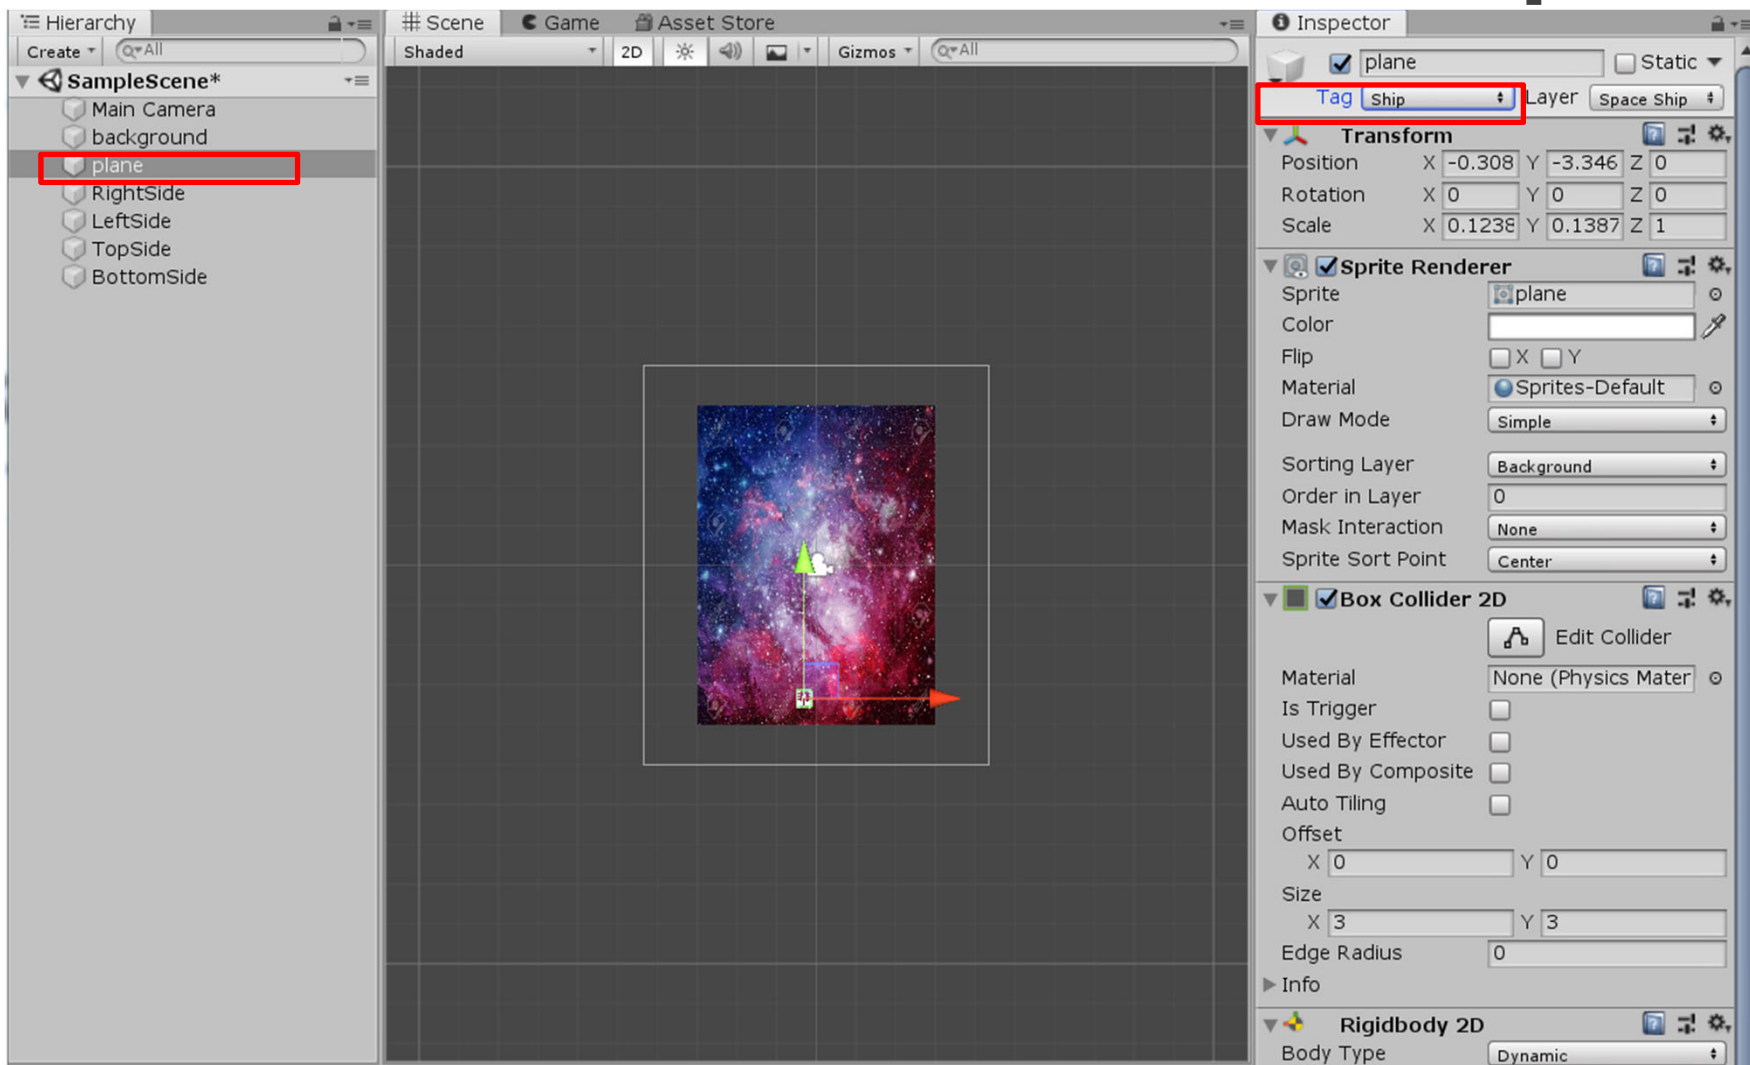 Hierarchy
Create
All
SampleScene*
Main Camera
background
plane
RightSide
LeftSide
TopSide
BottomSide
Scene Game Asset Store
Shaded 2D Gizmos All
Inspector
plane Static
Tag Ship Layer Space Ship
Transform
Position X -0.308 Y -3.346 Z 0
Rotation X 0 Y 0 Z 0
Scale X 0.1238 Y 0.1387 Z 1
Sprite Renderer
Sprite plane
Color
Flip X Y
Material Sprites-Default
Draw Mode Simple
Sorting Layer Background
Order in Layer 0
Mask Interaction None
Sprite Sort Point Center
Box Collider 2D
Edit Collider
Material None (Physics Mater
Is Trigger
Used By Effector
Used By Composite
Auto Tiling
Offset
X 0 Y 0
Size
X 3 Y 3
Edge Radius 0
Info
Rigidbody 2D
Body Type Dynamic